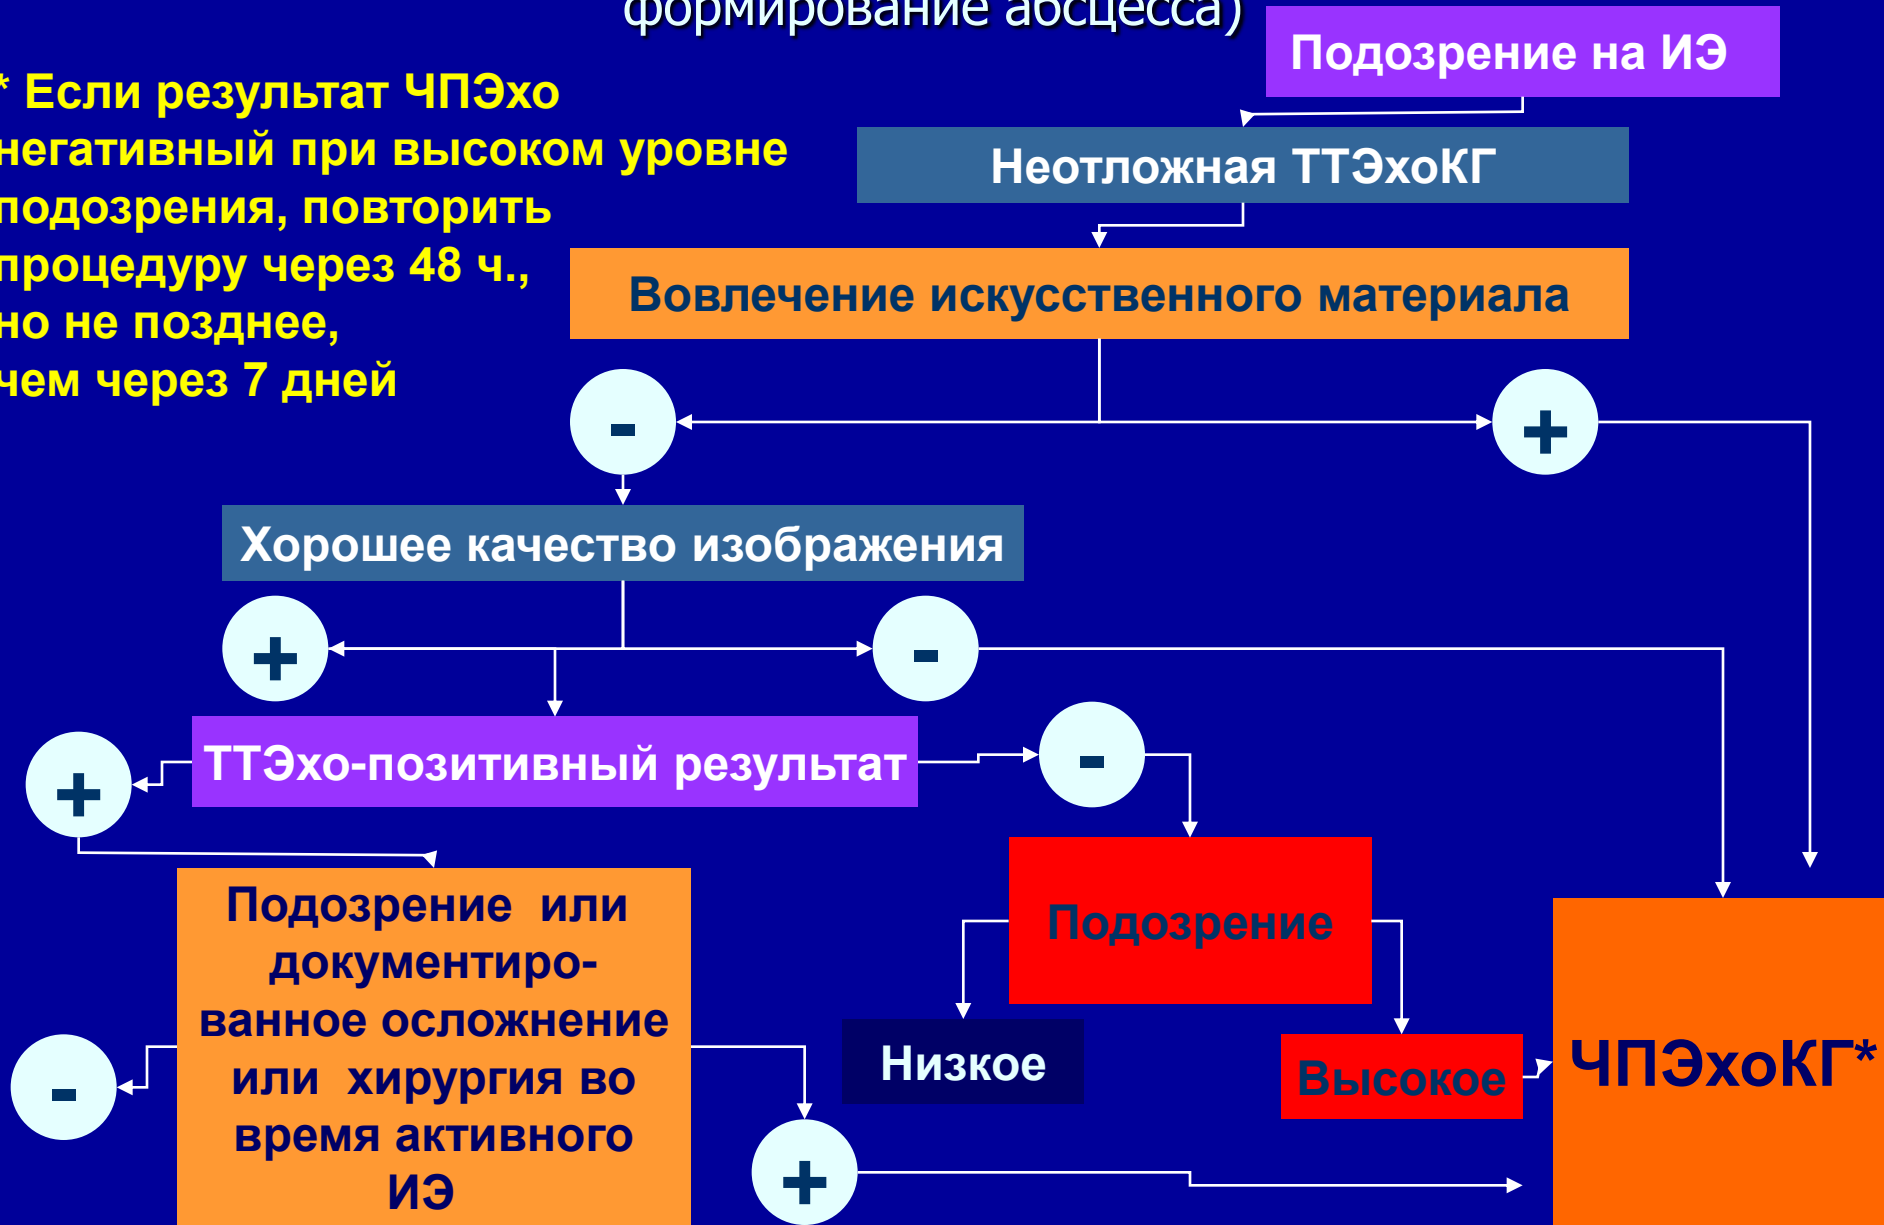 формирование абсцесса)
Подозрение на ИЭ
* Если результат ЧПЭхо
негативный при высоком уровне
подозрения, повторить
процедуру через 48 ч.,
но не позднее,
чем через 7 дней
Неотложная ТТЭхоКГ
Вовлечение искусственного материала
-
+
Хорошее качество изображения
+
-
ТТЭхо-позитивный результат
+
-
Подозрение или
документиро-
ванное осложнение
или хирургия во
время активного
ИЭ
-
+
Подозрение
Низкое
Высокое
ЧПЭхоКГ*